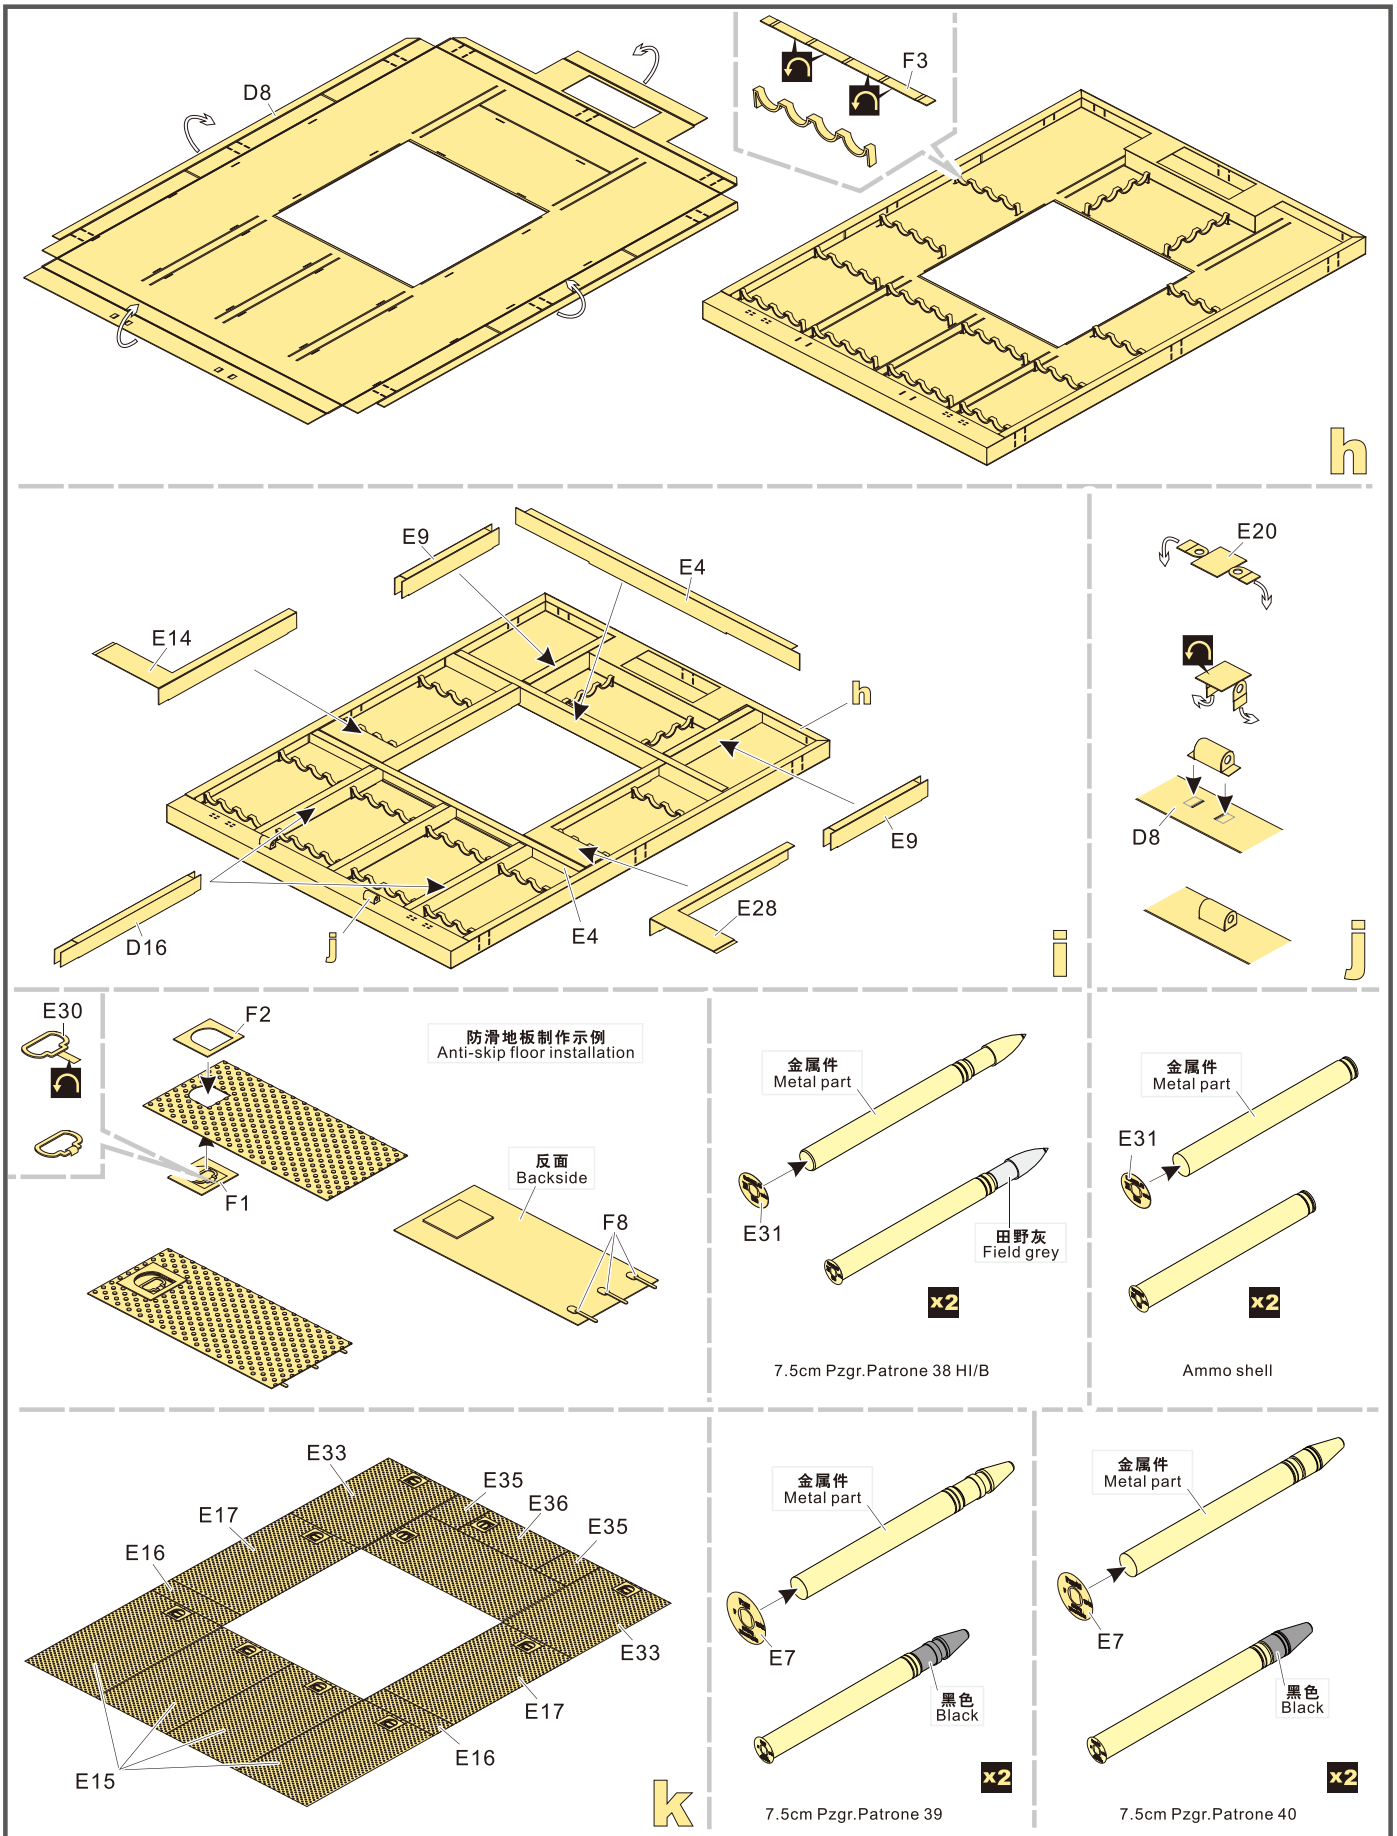 D8
F3
h
E9
E4
E14
h
E9
E28
E4
D16
j
i
E20
D8
j
E30
F2
防滑地板制作示例
Anti-skip floor installation
F1
反面
Backside
F8
金属件
Metal part
E31
田野灰
Field grey
x2
7.5cm Pzgr.Patrone 38 HI/B
金属件
Metal part
E31
x2
Ammo shell
E33
E35
E36
E17
E35
E16
E33
E17
E16
E15
k
金属件
Metal part
E7
黑色
Black
x2
7.5cm Pzgr.Patrone 39
金属件
Metal part
E7
黑色
Black
x2
7.5cm Pzgr.Patrone 40